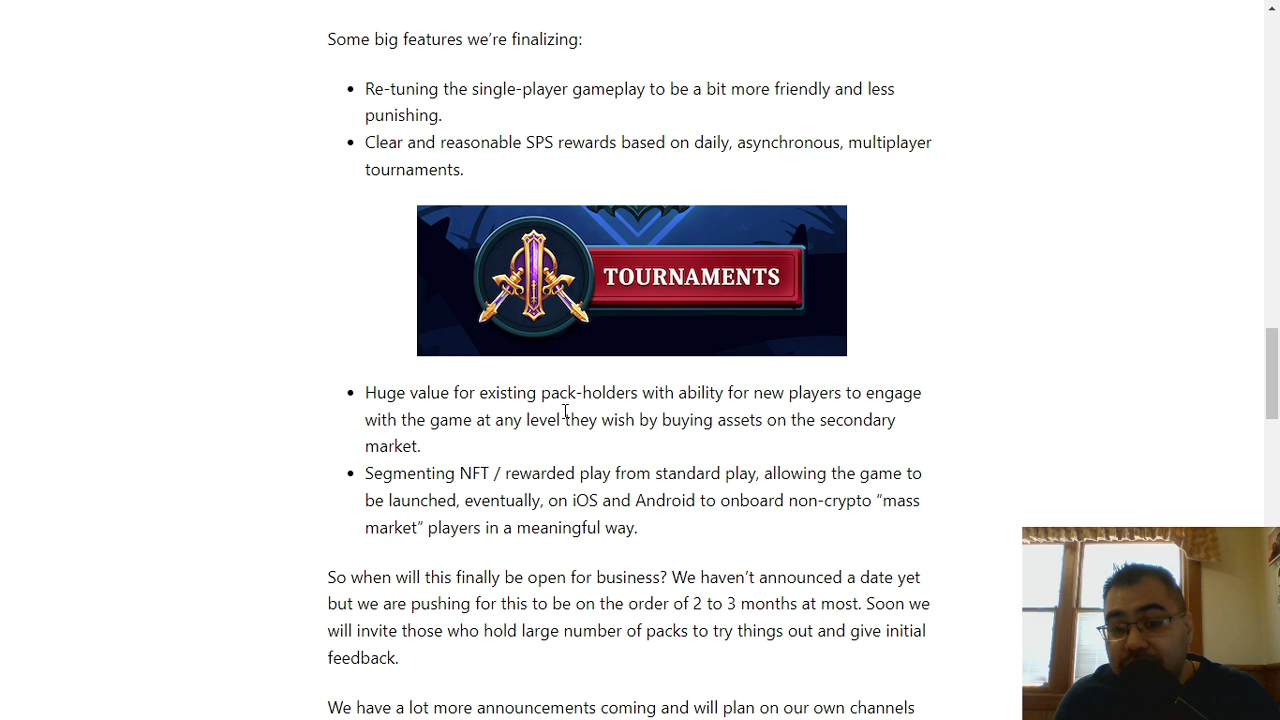 Some big features we’re finalizing:
• Re-tuning the single-player gameplay to be a bit more friendly and less
punishing.
• Clear and reasonable SPS rewards based on daily, asynchronous, multiplayer
tournaments.
TOURNAMENTS
• Huge value for existing pack-holders with ability for new players to engage
with the game at any level they wish by buying assets on the secondary
market.
• Segmenting NFT / rewarded play from standard play, allowing the game to
be launched, eventually, on iOS and Android to onboard non-crypto “mass
market” players in a meaningful way.
So when will this finally be open for business? We haven’t announced a date yet
but we are pushing for this to be on the order of 2 to 3 months at most. Soon we
will invite those who hold large number of packs to try things out and give initial
feedback.
We have a lot more announcements coming and will plan on our own channels